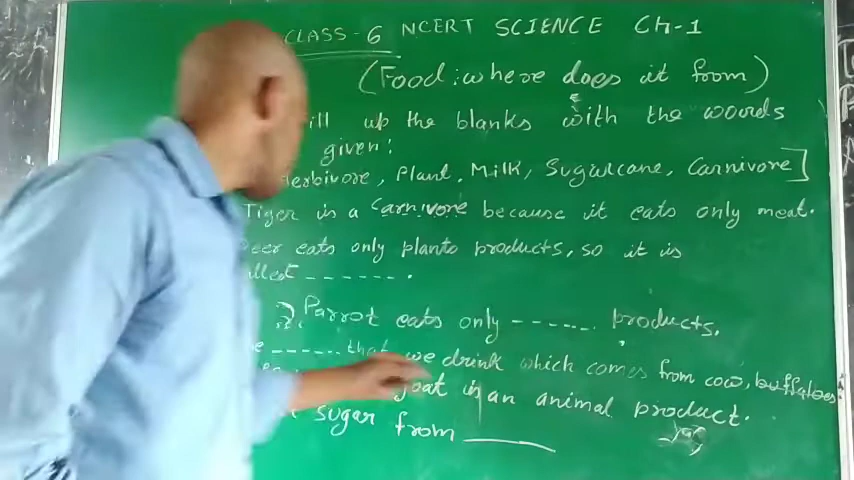 CLASS-6 NCERT SCIENCE CH-1
(Food: where does it from)
ill up the blanks with the words
given:
erbivore, Plant, Milk, Sugarcane, Carnivore]
Tiger is a Carnivore because it eats only meat.
eer eats only plants products, so it is
lled -------.
Parrot eats only ------ products.
e ------ that we drink which comes from cow, buffaloes
goat is an animal product.
sugar from ______